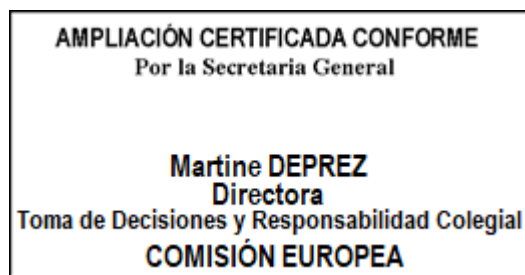 AMPLIACIÓN CERTIFICADA CONFORME
Por la Secretaria General
Martine DEPREZ
Directora
Toma de Decisiones y Responsabilidad Colegial
COMISIÓN EUROPEA